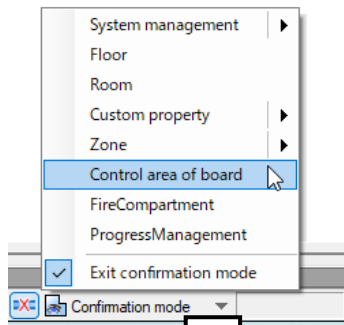 System management
Floor
Room
Custom property
Zone
Control area of board
FireCompartment
ProgressManagement
Exit confirmation mode
Confirmation mode